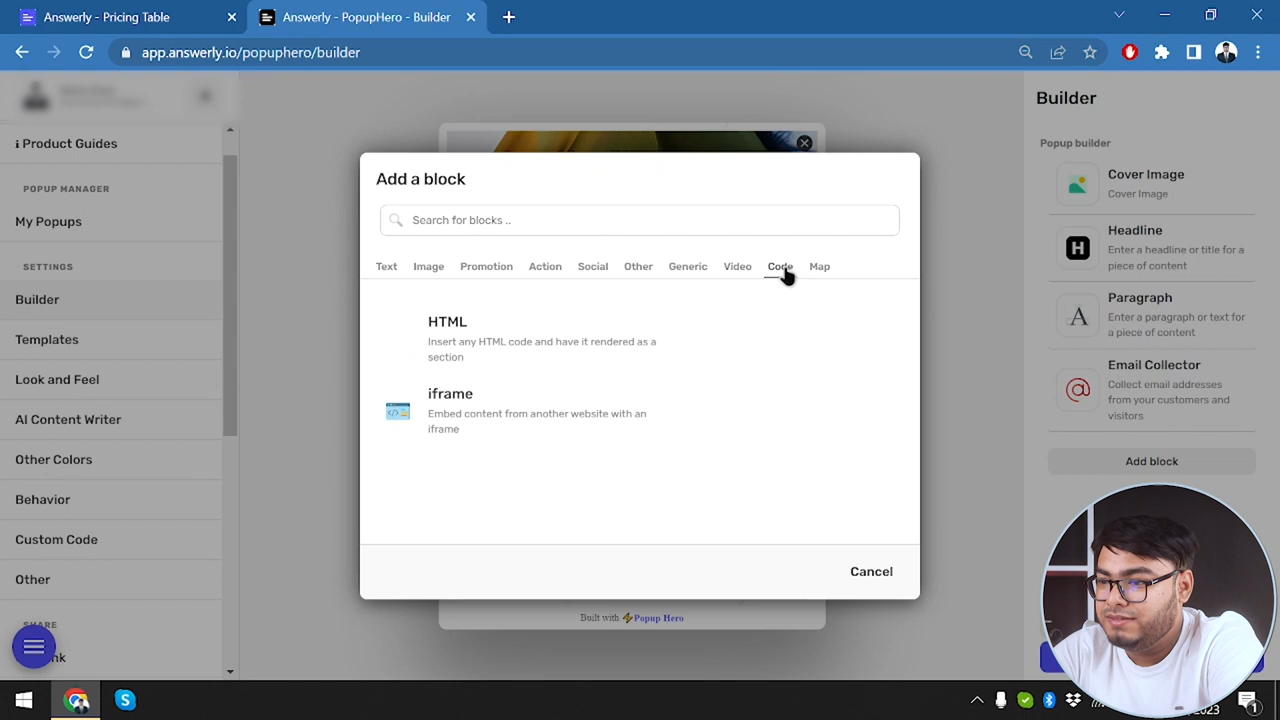 Answerly - Pricing Table
Answerly - PopupHero - Builder
app.answerly.io/popuphero/builder
Product Guides
POPUP MANAGER
My Popups
SETTINGS
Builder
Templates
Look and Feel
AI Content Writer
Other Colors
Behavior
Custom Code
Other
SHARE
Add a block
Search for blocks ..
Text Image Promotion Action Social Other Generic Video Code Map
HTML
Insert any HTML code and have it rendered as a
section
iframe
Embed content from another website with an
iframe
Cancel
Built with ⚡Popup Hero
Builder
Popup builder
Cover Image
Cover Image
Headline
Enter a headline or title for a
piece of content
Paragraph
Enter a paragraph or text for
a piece of content
Email Collector
Collect email addresses
from your customers and
visitors
Add block
2023
1